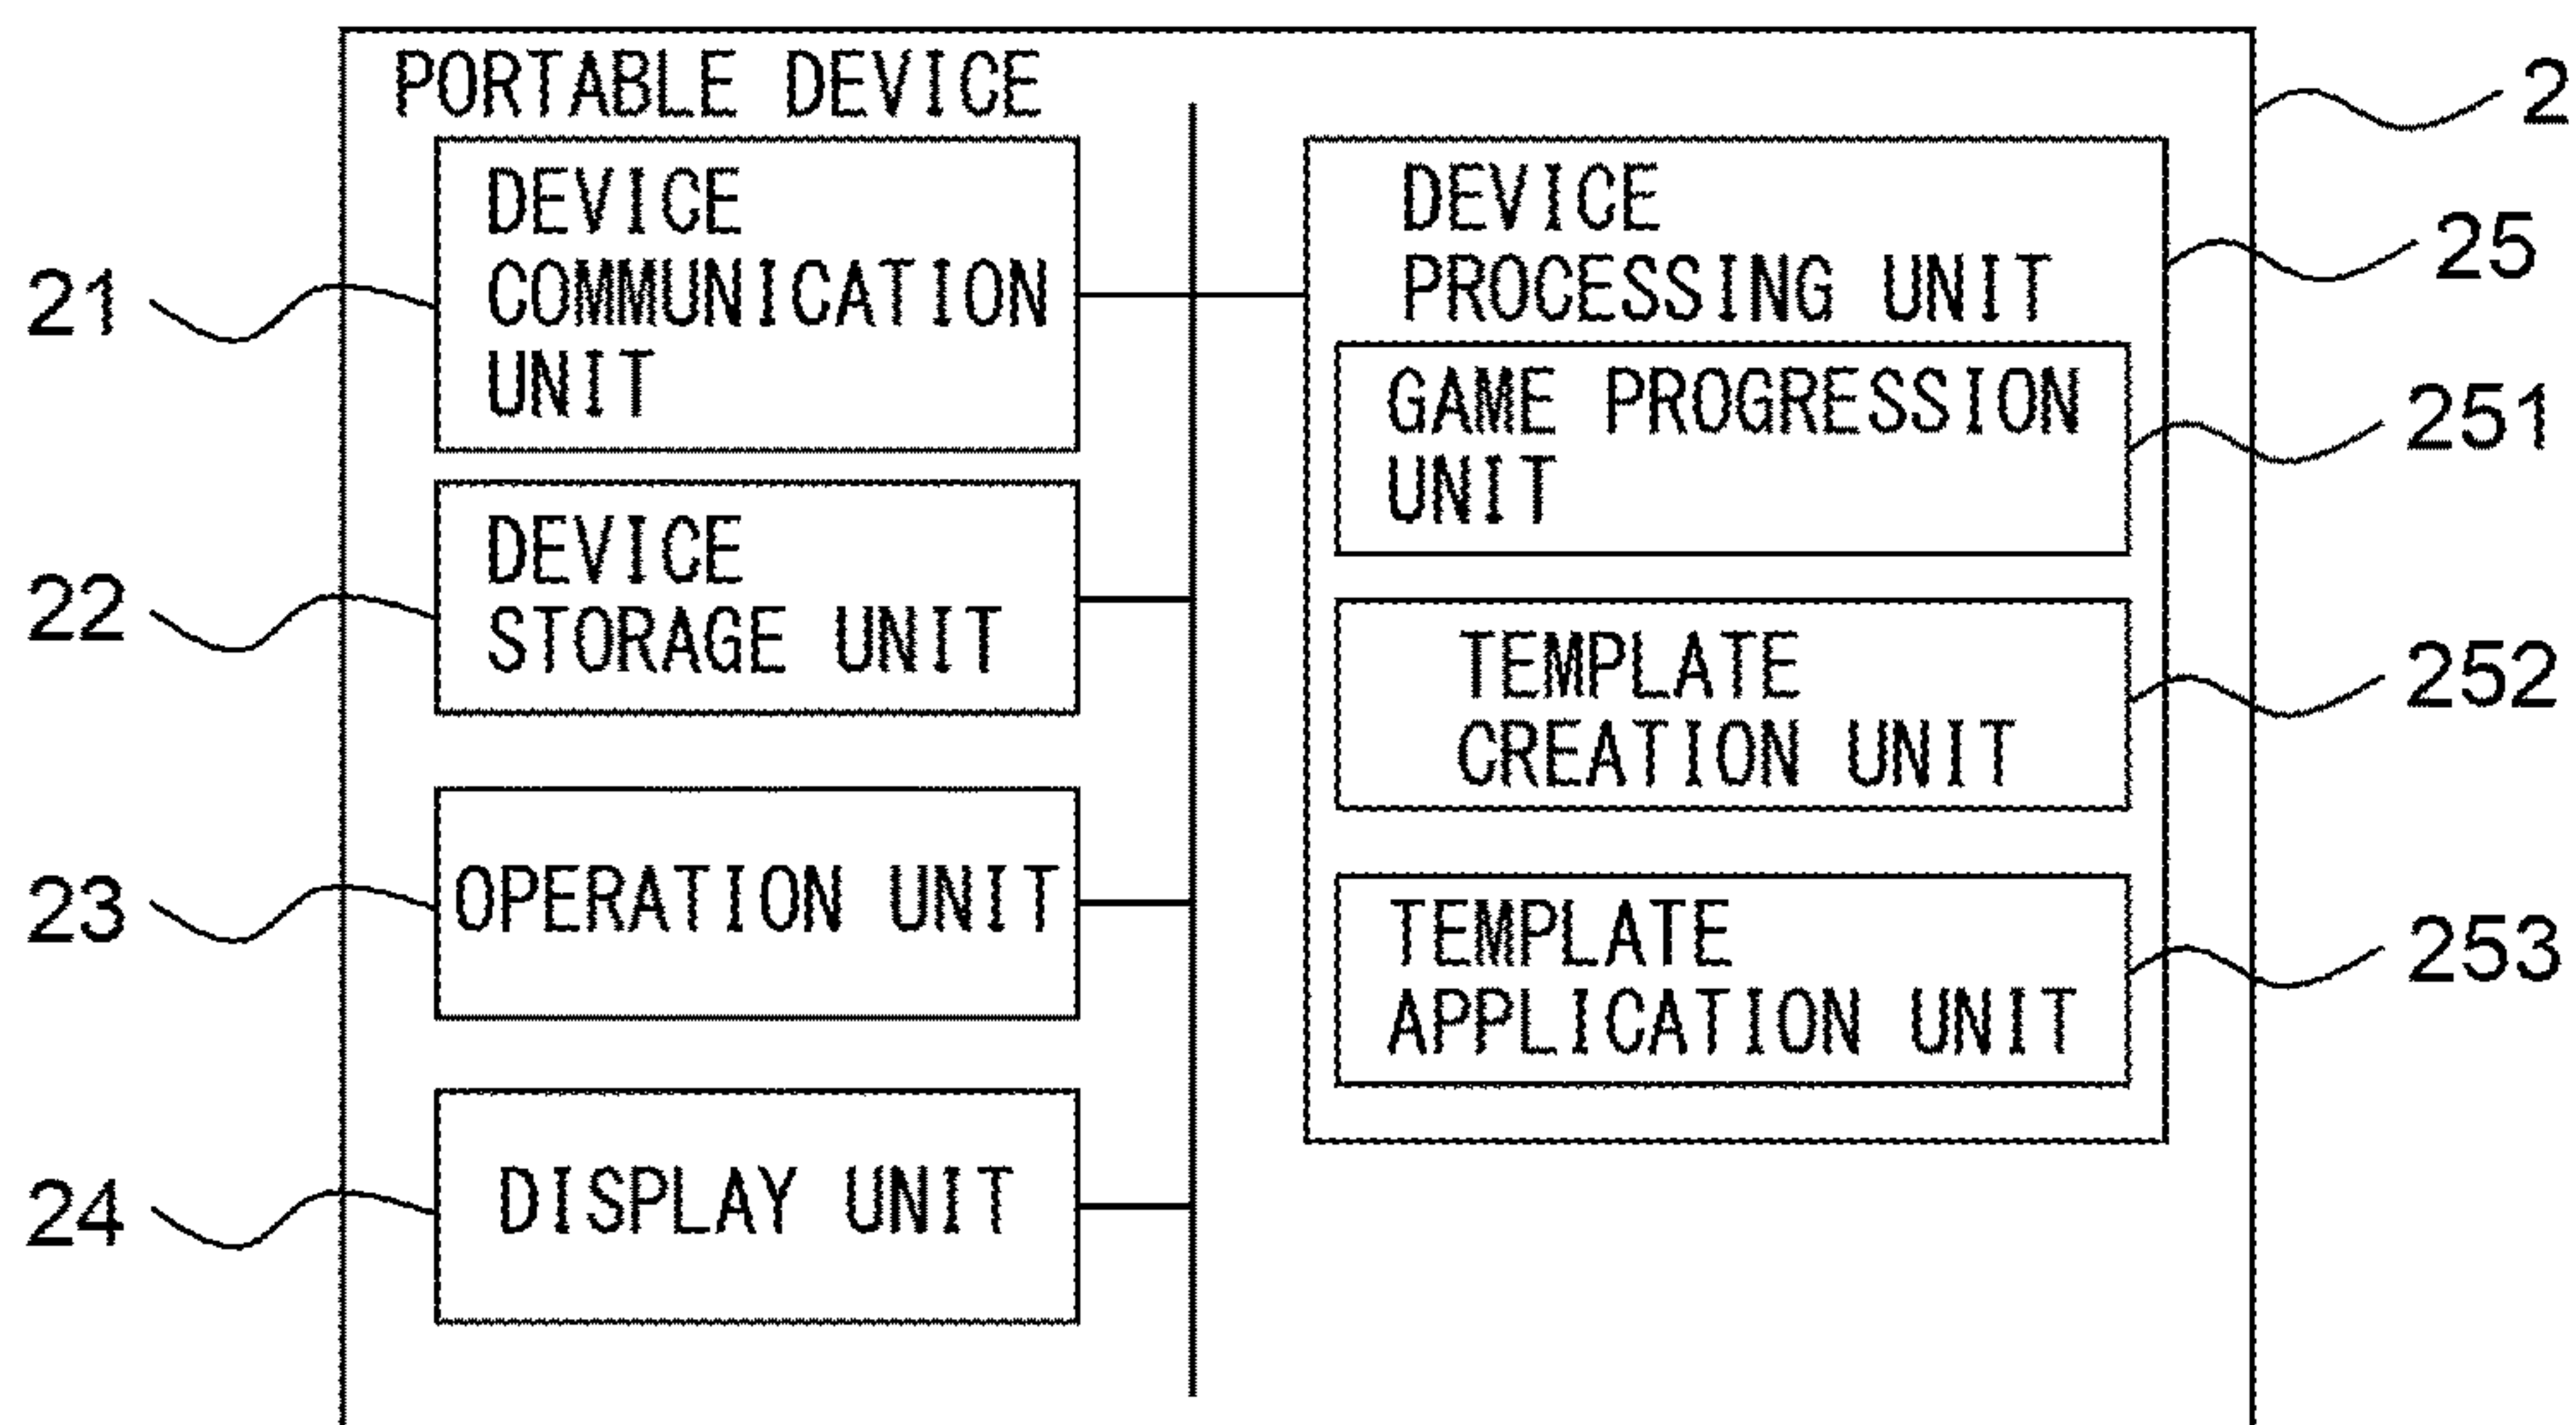 PORTABLE DEVICE
2
21
DEVICE
COMMUNICATION
UNIT
22
DEVICE
STORAGE UNIT
23
OPERATION UNIT
24
DISPLAY UNIT
DEVICE
PROCESSING UNIT
25
GAME PROGRESSION
UNIT
251
TEMPLATE
CREATION UNIT
252
TEMPLATE
APPLICATION UNIT
253